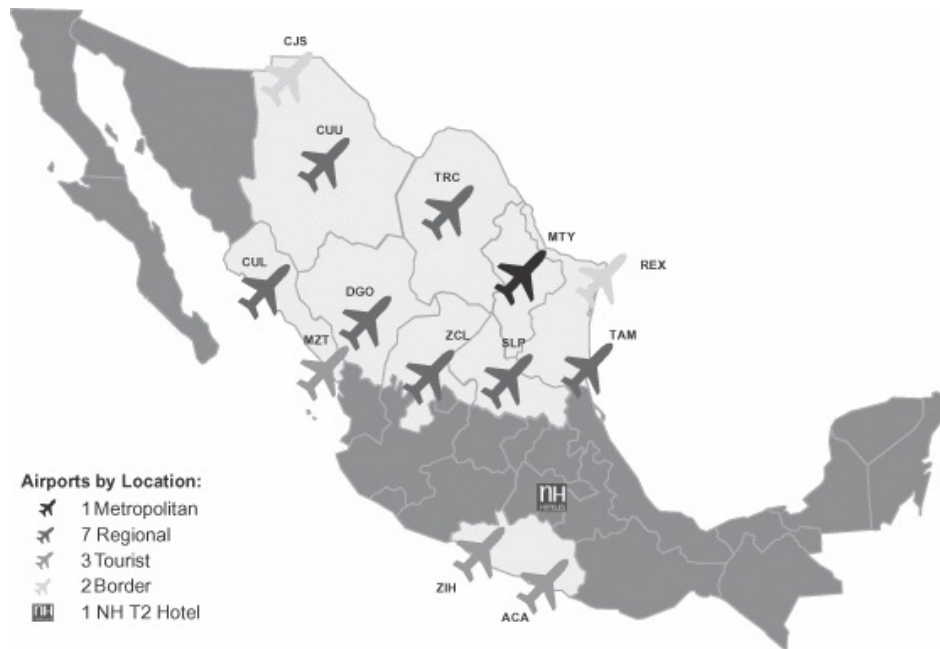 CJS
CUU
TRC
MTY
CUL
REX
DGO
MZT
ZCL
SLP
TAM
Airports by Location:
1 Metropolitan
7 Regional
3 Tourist
2 Border
nH 1 NH T2 Hotel
nH
HOTELES
ZIH
ACA